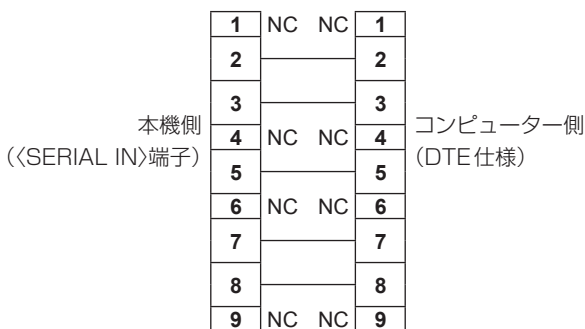 1 NC NC 1
2 2
3 3
本機側
(〈SERIAL IN〉端子)
4 NC NC 4
コンピューター側
(DTE仕様)
5 5
6 NC NC 6
7 7
8 8
9 NC NC 9